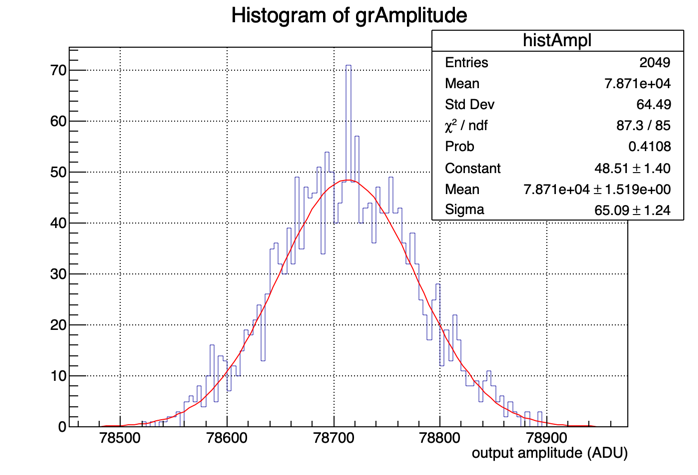 Histogram of grAmplitude
histAmpl
Entries 2049
Mean 7.871e+04
Std Dev 64.49
χ² / ndf 87.3 / 85
Prob 0.4108
Constant 48.51 ± 1.40
Mean 7.871e+04 ± 1.519e+00
Sigma 65.09 ± 1.24
70
60
50
40
30
20
10
0
78500 78600 78700 78800 78900
output amplitude (ADU)